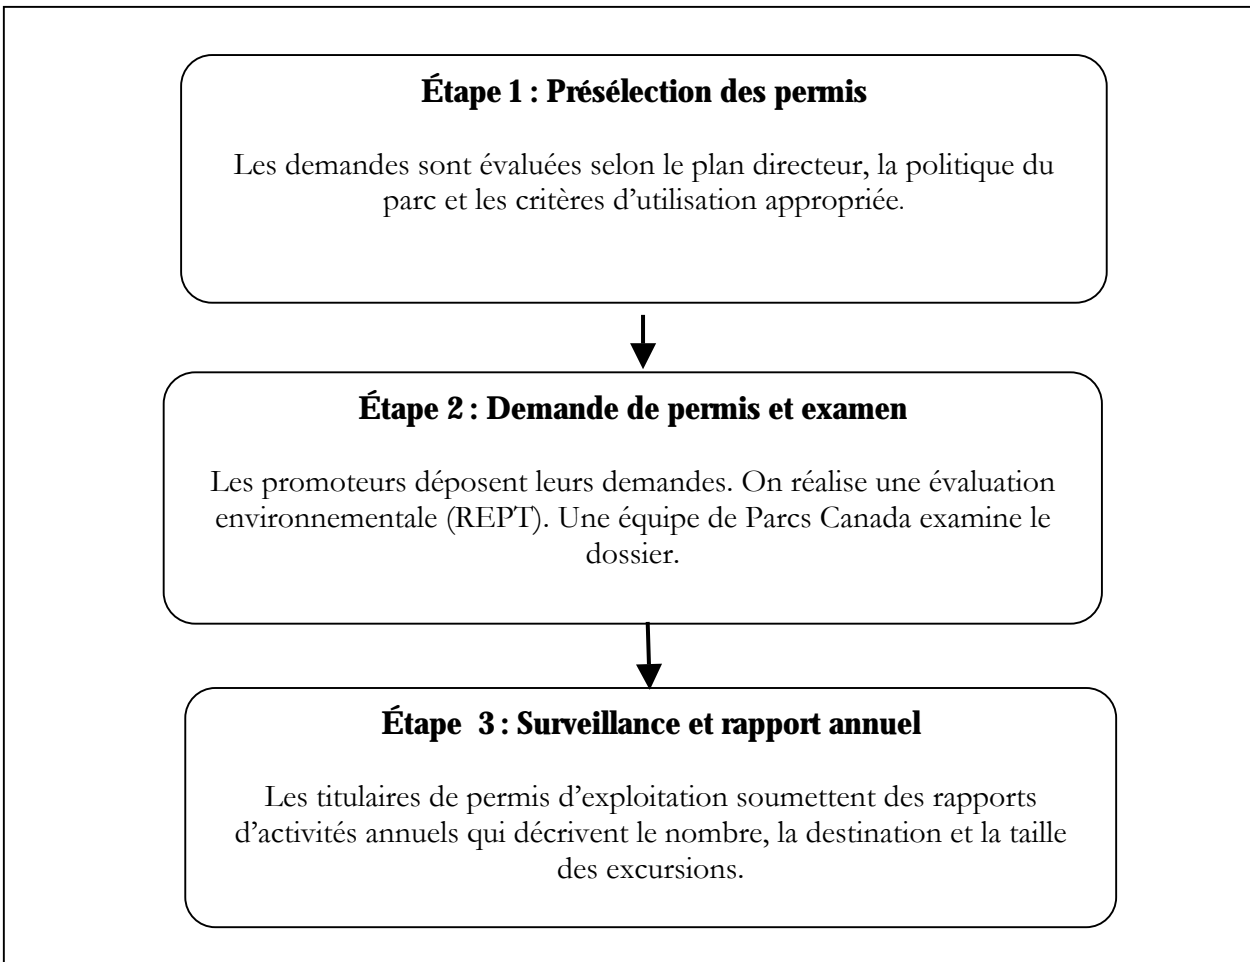 Étape 1 : Présélection des permis
Les demandes sont évaluées selon le plan directeur, la politique du
parc et les critères d’utilisation appropriée.
Étape 2 : Demande de permis et examen
Les promoteurs déposent leurs demandes. On réalise une évaluation
environnementale (REPT). Une équipe de Parcs Canada examine le
dossier.
Étape 3 : Surveillance et rapport annuel
Les titulaires de permis d’exploitation soumettent des rapports
d’activités annuels qui décrivent le nombre, la destination et la taille
des excursions.